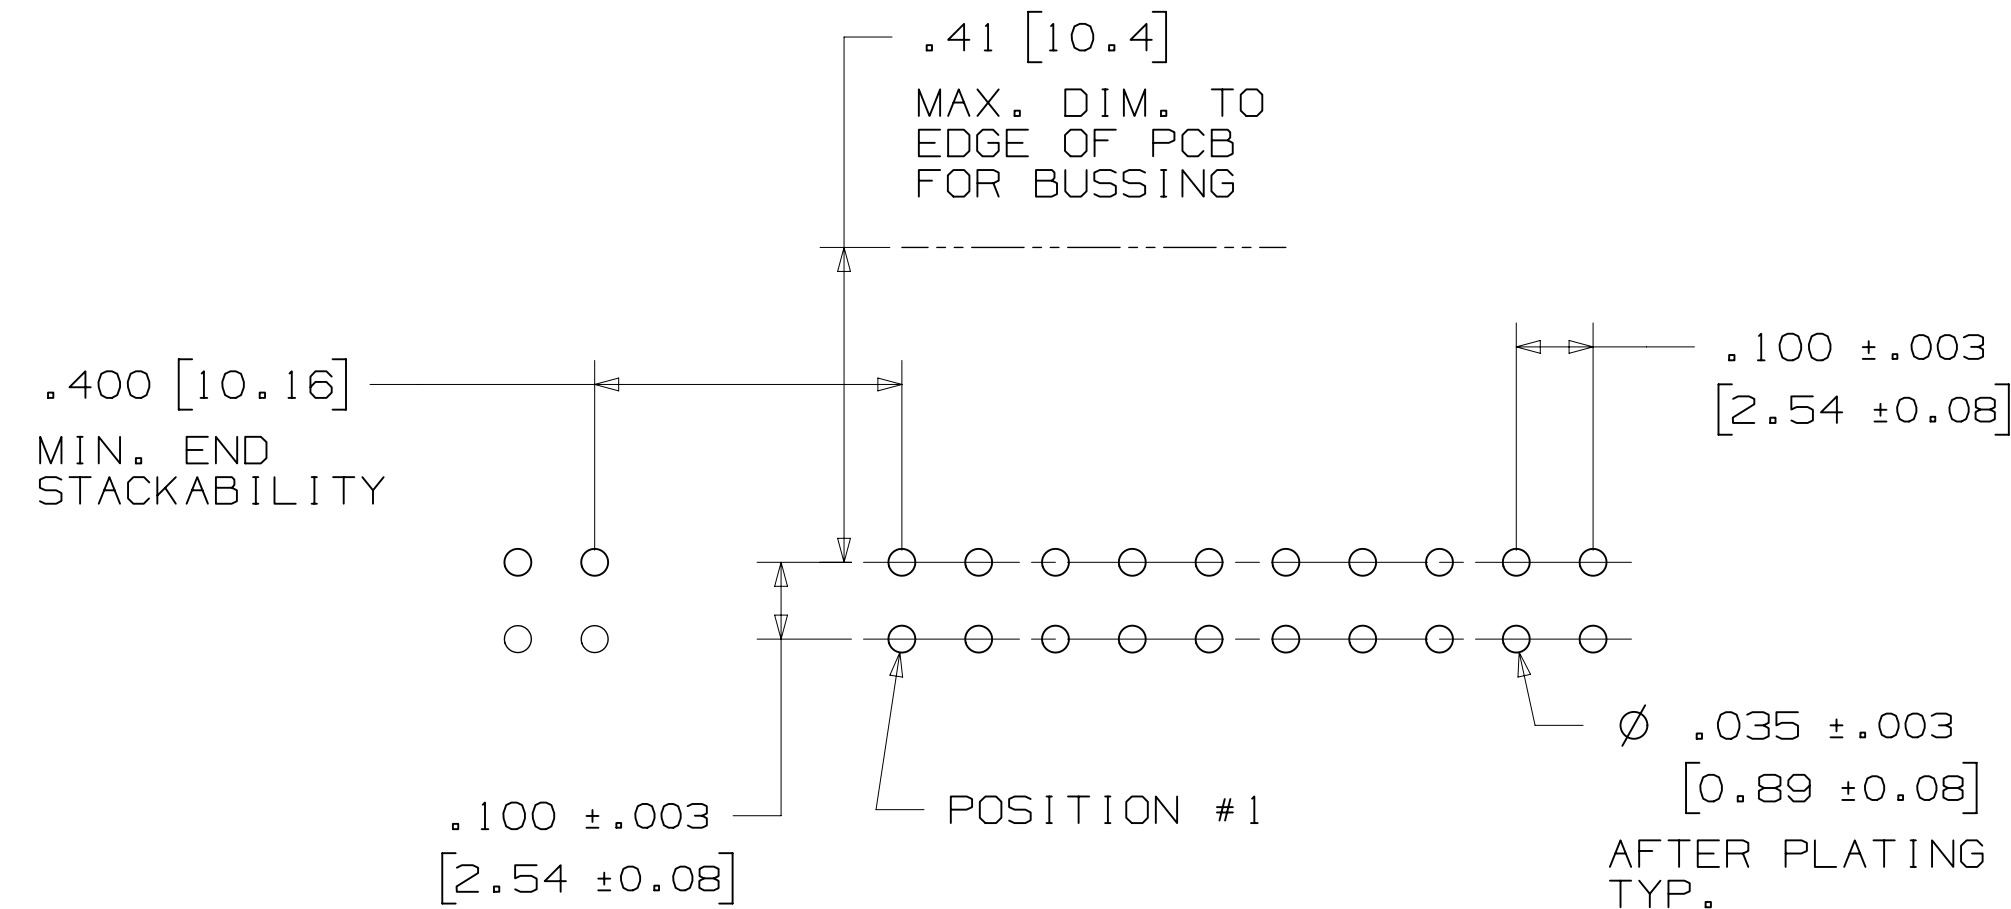 .41 [10.4]
MAX. DIM. TO
EDGE OF PCB
FOR BUSSING
.400 [10.16]
MIN. END
STACKABILITY
.100 ±.003
[2.54 ±0.08]
Ø .035 ±.003
[0.89 ±0.08]
AFTER PLATING
TYP.
POSITION #1
.100 ±.003
[2.54 ±0.08]